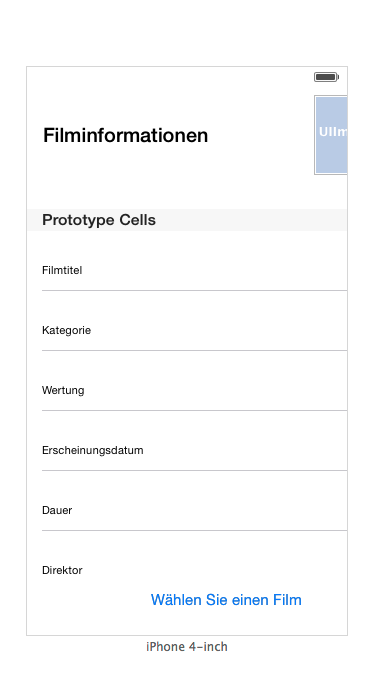 Filminformationen
UIIm
Prototype Cells
Filmtitel
Kategorie
Wertung
Erscheinungsdatum
Dauer
Direktor
Wählen Sie einen Film
iPhone 4-inch